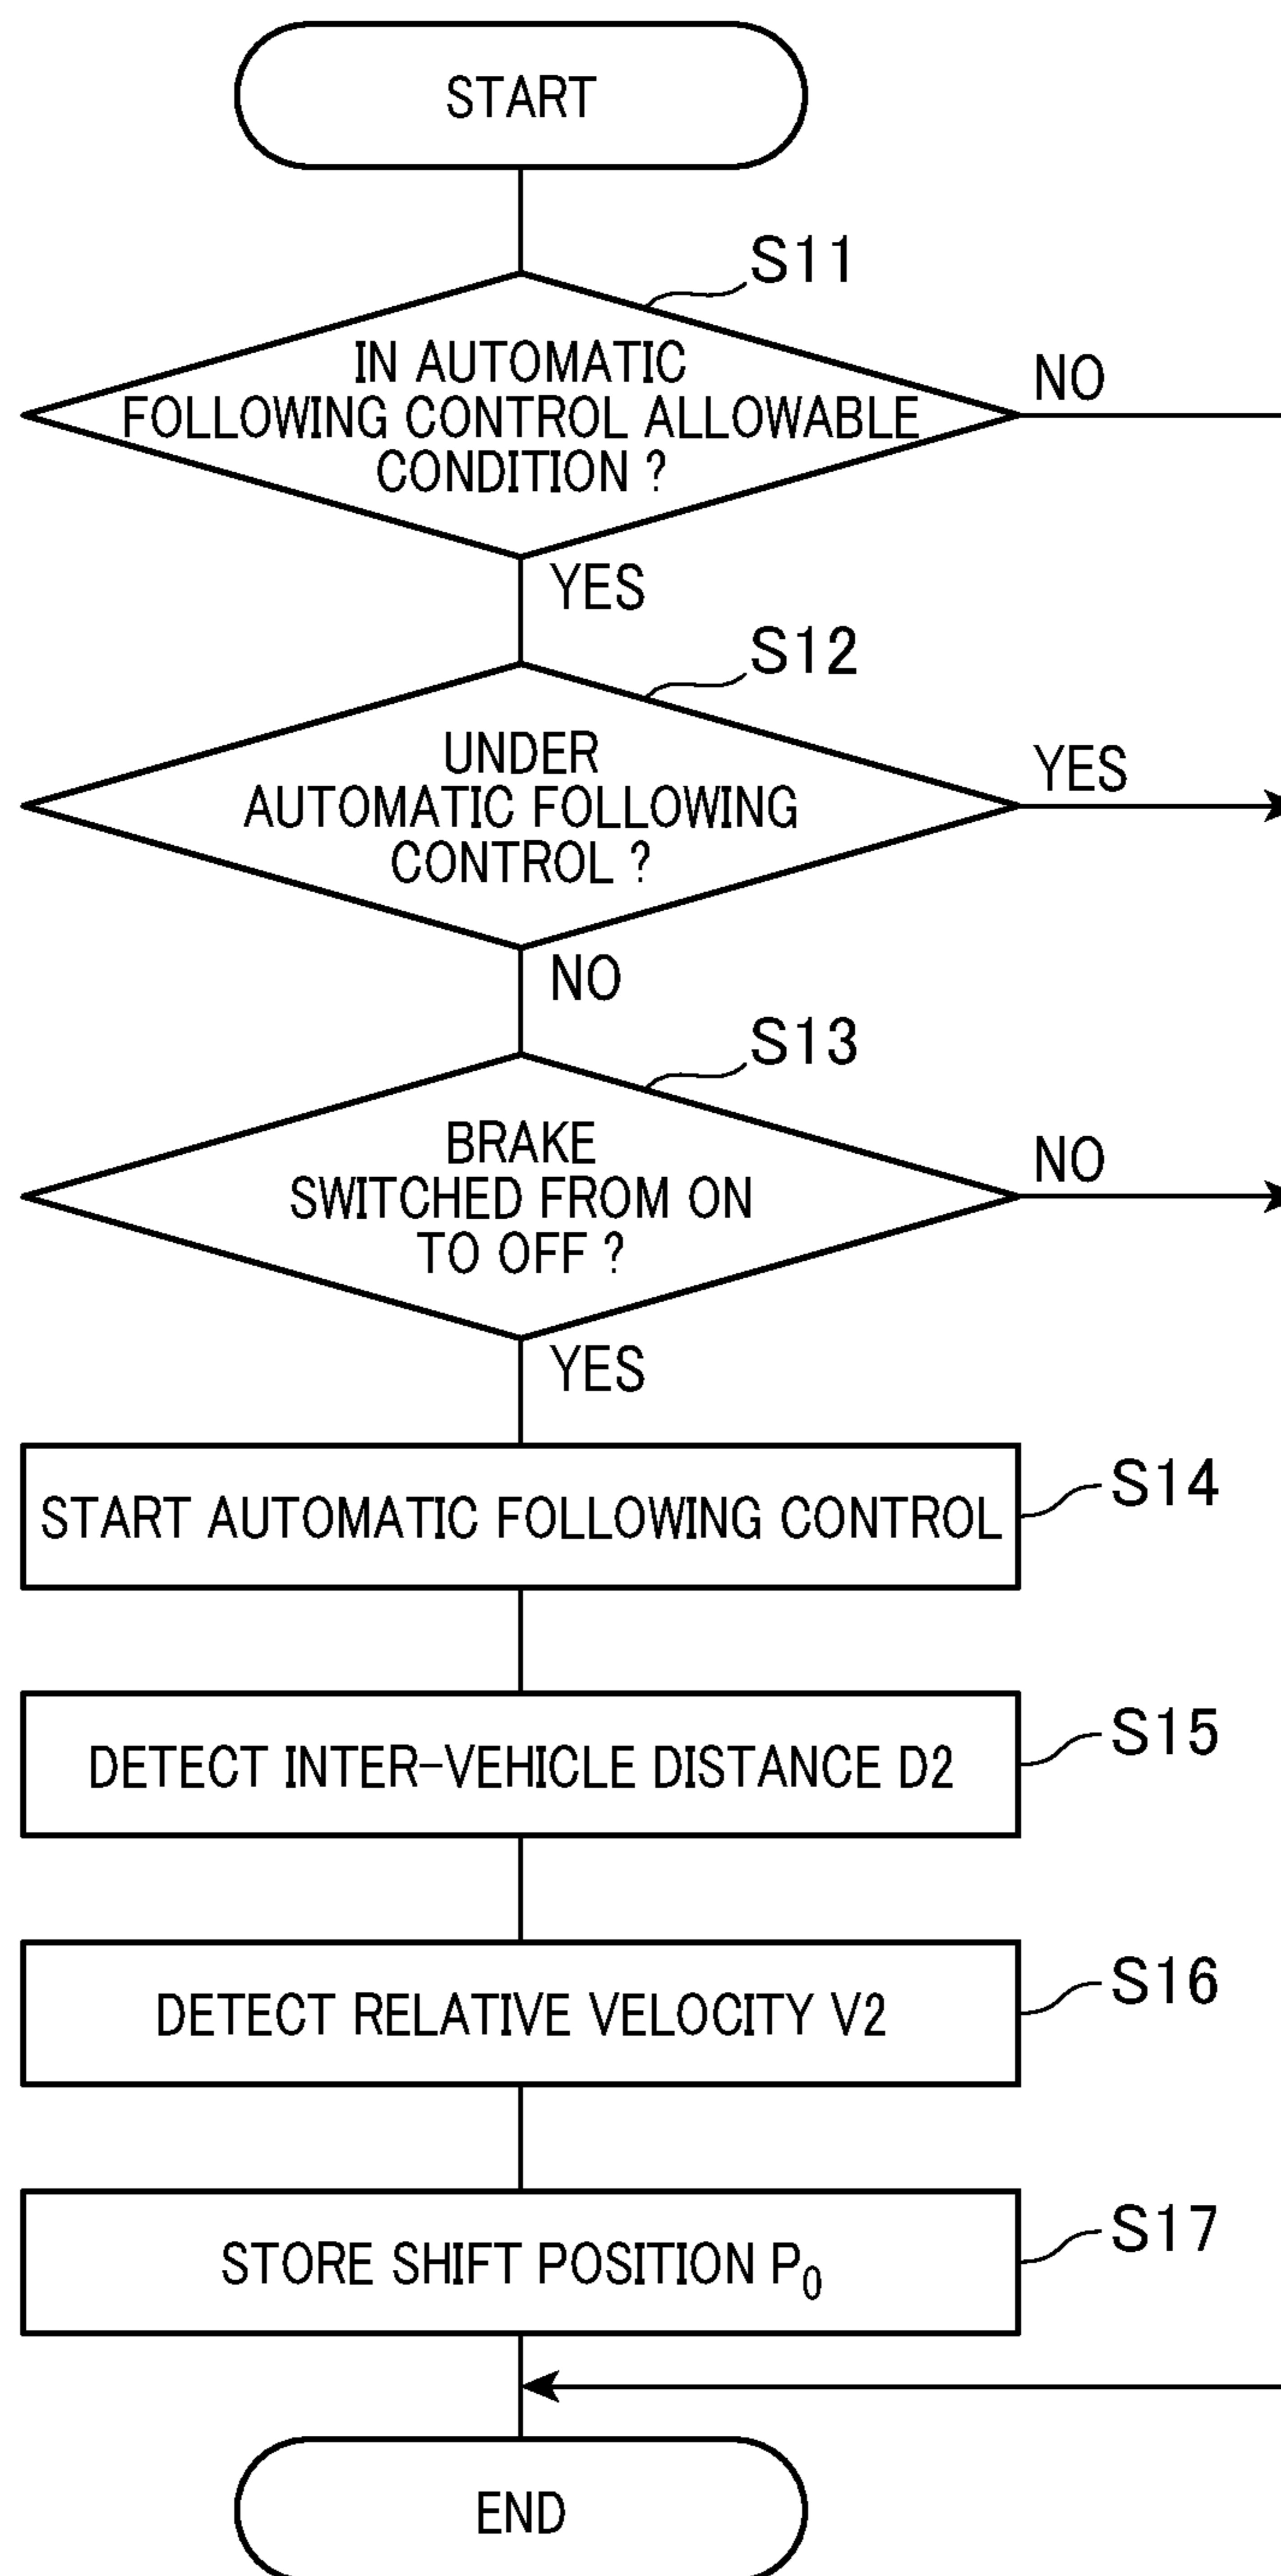 START
S11
IN AUTOMATIC
FOLLOWING CONTROL ALLOWABLE
CONDITION ?
NO
YES
S12
UNDER
AUTOMATIC FOLLOWING
CONTROL ?
YES
NO
S13
BRAKE
SWITCHED FROM ON
TO OFF ?
NO
YES
START AUTOMATIC FOLLOWING CONTROL
S14
DETECT INTER-VEHICLE DISTANCE D2
S15
DETECT RELATIVE VELOCITY V2
S16
STORE SHIFT POSITION P₀
S17
END